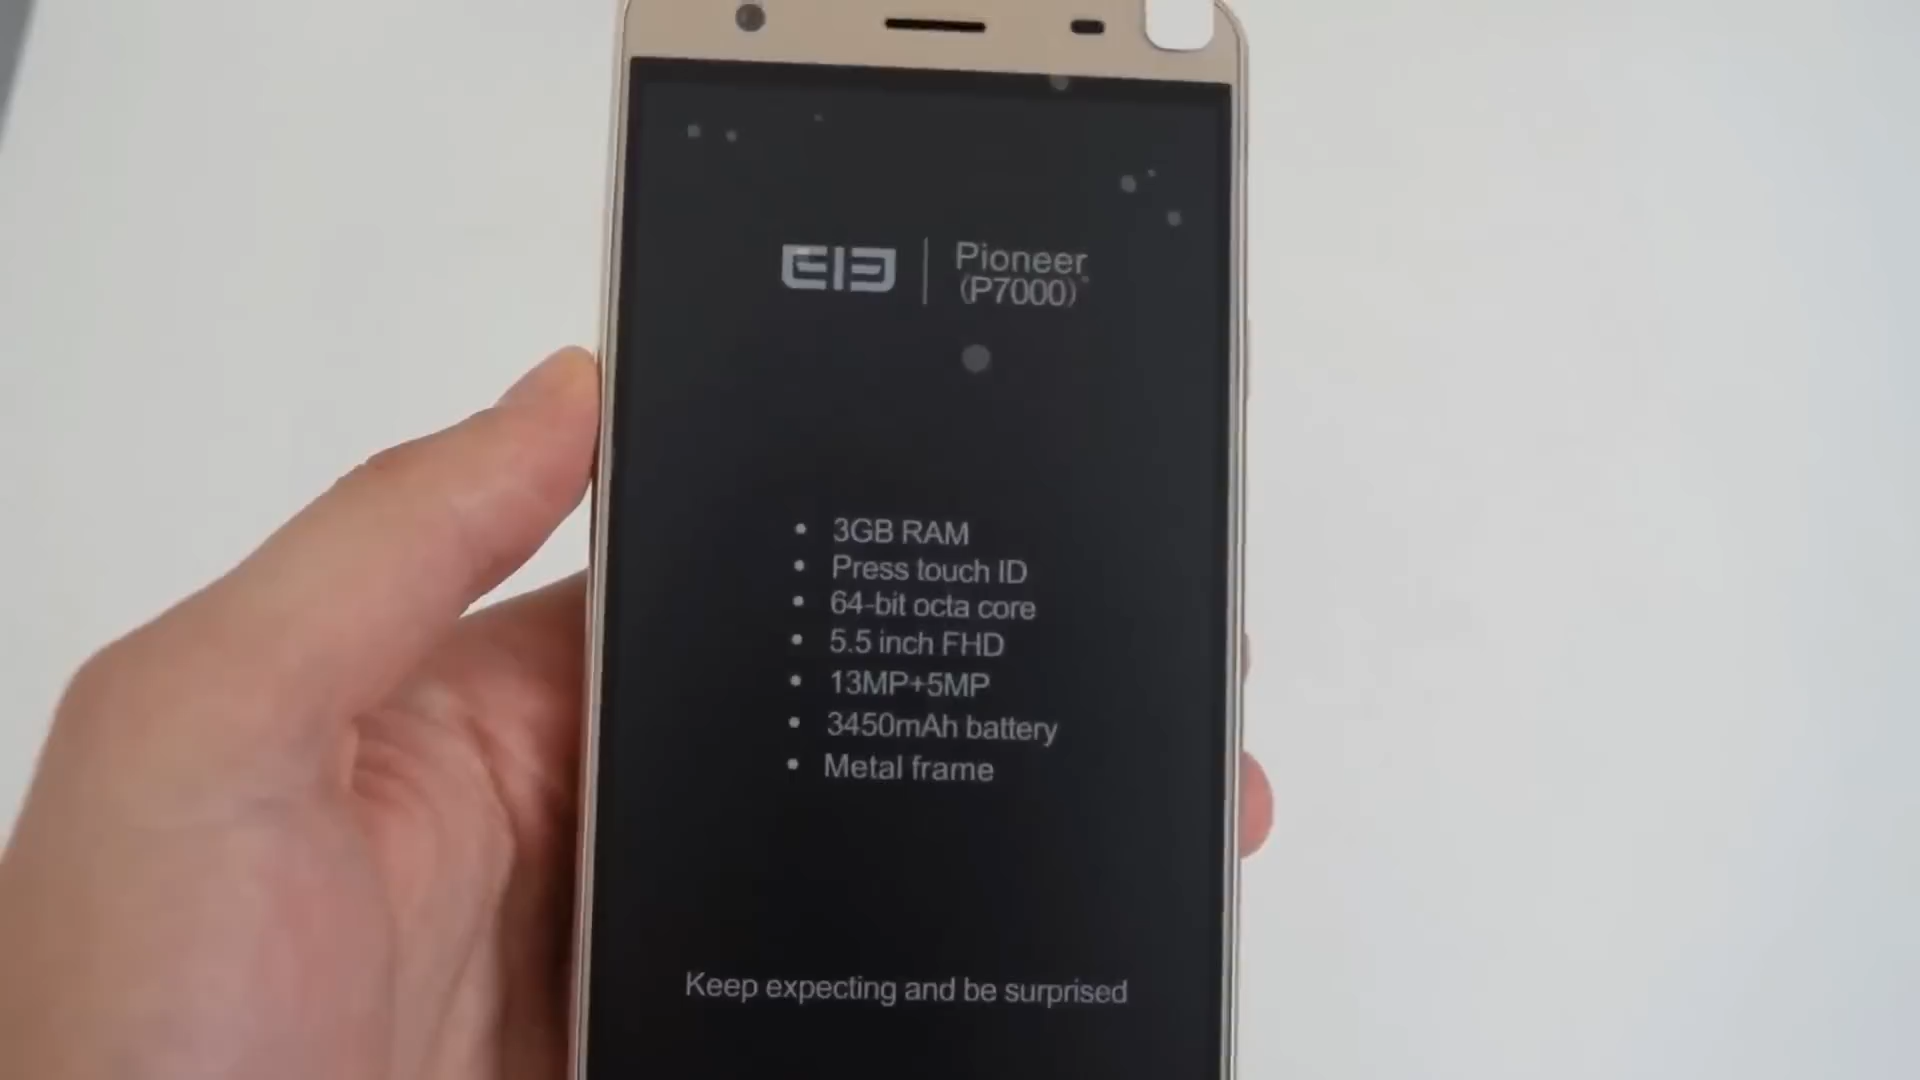 Pioneer
(P7000)
• 3GB RAM
• Press touch ID
• 64-bit octa core
• 5.5 inch FHD
• 13MP+5MP
• 3450mAh battery
• Metal frame
Keep expecting and be surprised